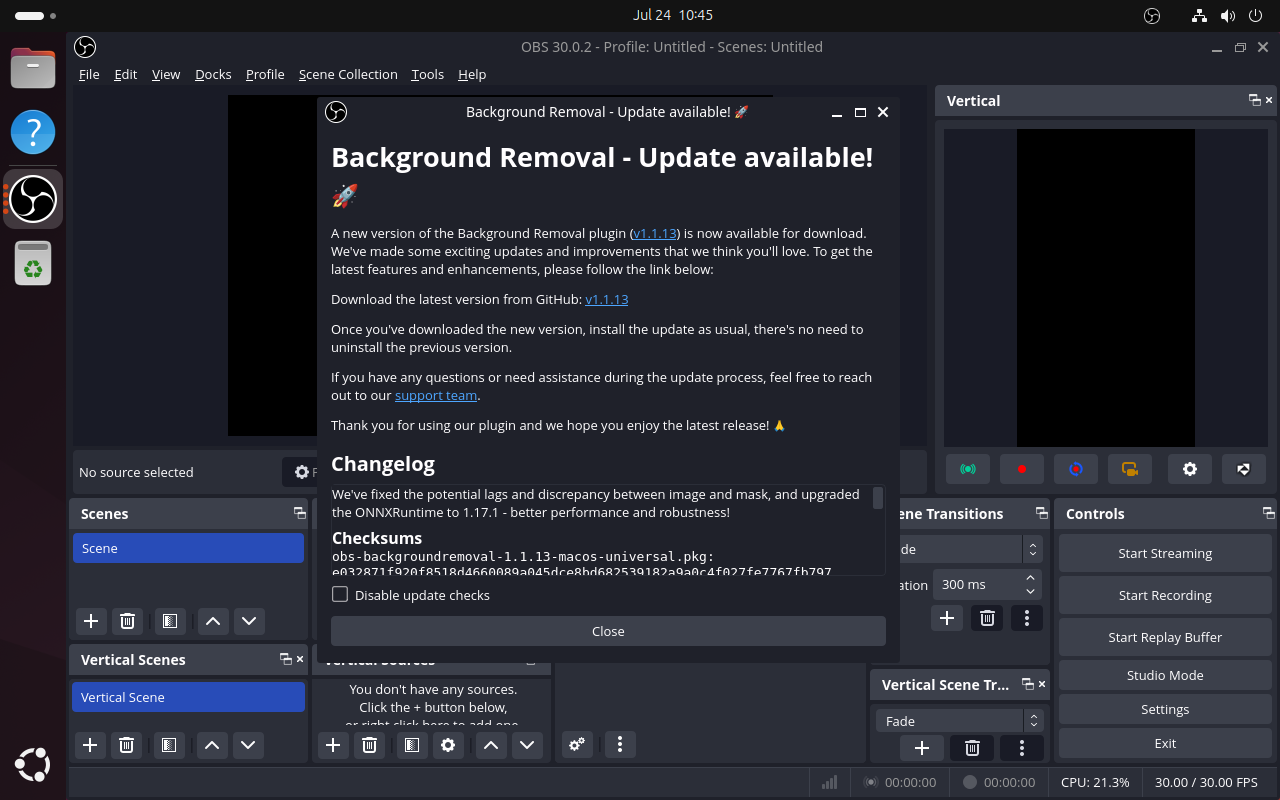 Jul 24 10:45
OBS 30.0.2 - Profile: Untitled - Scenes: Untitled
File Edit View Docks Profile Scene Collection Tools Help
Background Removal - Update available! 🚀
Background Removal - Update available!
🚀
A new version of the Background Removal plugin (v1.1.13) is now available for download.
We've made some exciting updates and improvements that we think you'll love. To get the
latest features and enhancements, please follow the link below:
Download the latest version from GitHub: v1.1.13
Once you've downloaded the new version, install the update as usual, there's no need to
uninstall the previous version.
If you have any questions or need assistance during the update process, feel free to reach
out to our support team.
Thank you for using our plugin and we hope you enjoy the latest release! 🙏
Changelog
We've fixed the potential lags and discrepancy between image and mask, and upgraded
the ONNXRuntime to 1.17.1 - better performance and robustness!
Checksums
obs-backgroundremoval-1.1.13-macos-universal.pkg:
e032871f920f8518d4660089a045dce8bd682539182a9a0c4f027fe7767fb797
Disable update checks
Close
Vertical
No source selected
Scenes
Scene
Vertical Scenes
Vertical Scene
Vertical Sources
You don't have any sources.
Click the + button below,
or right click here to add one.
ene Transitions
de
ation 300 ms
Vertical Scene Tr...
Fade
Controls
Start Streaming
Start Recording
Start Replay Buffer
Studio Mode
Settings
Exit
00:00:00 00:00:00 CPU: 21.3% 30.00 / 30.00 FPS